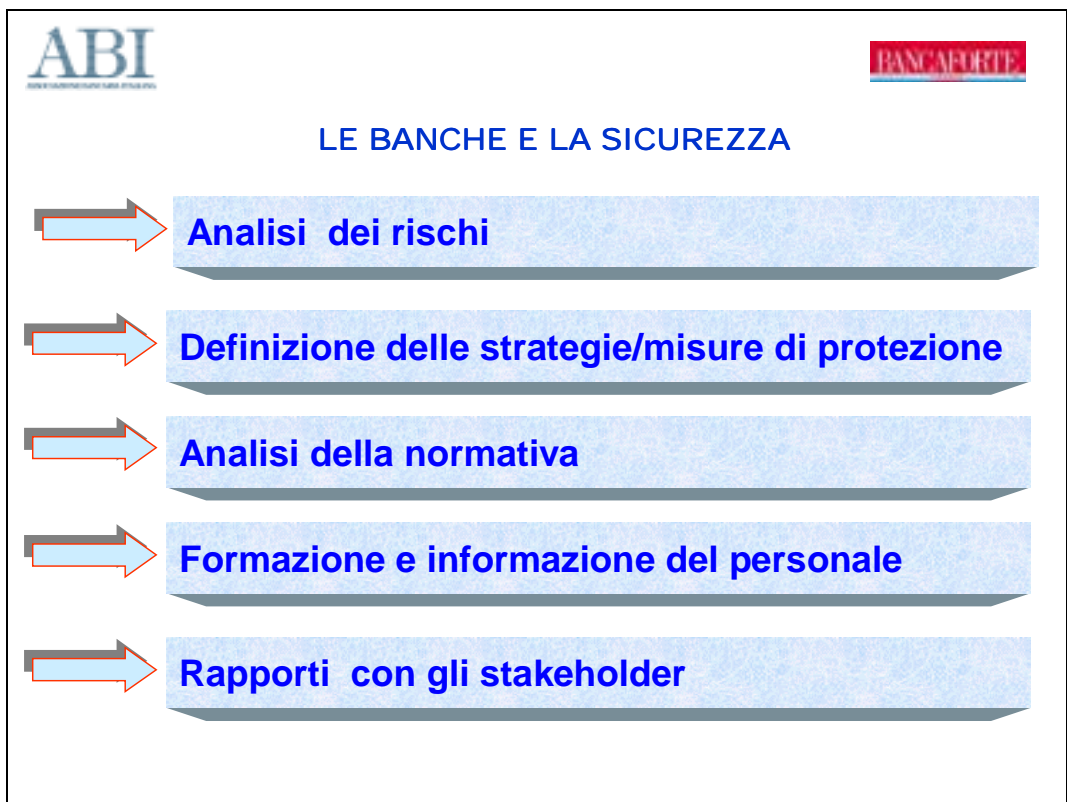 ABI
BANCAFORTE
LE BANCHE E LA SICUREZZA
Analisi dei rischi
Definizione delle strategie/misure di protezione
Analisi della normativa
Formazione e informazione del personale
Rapporti con gli stakeholder